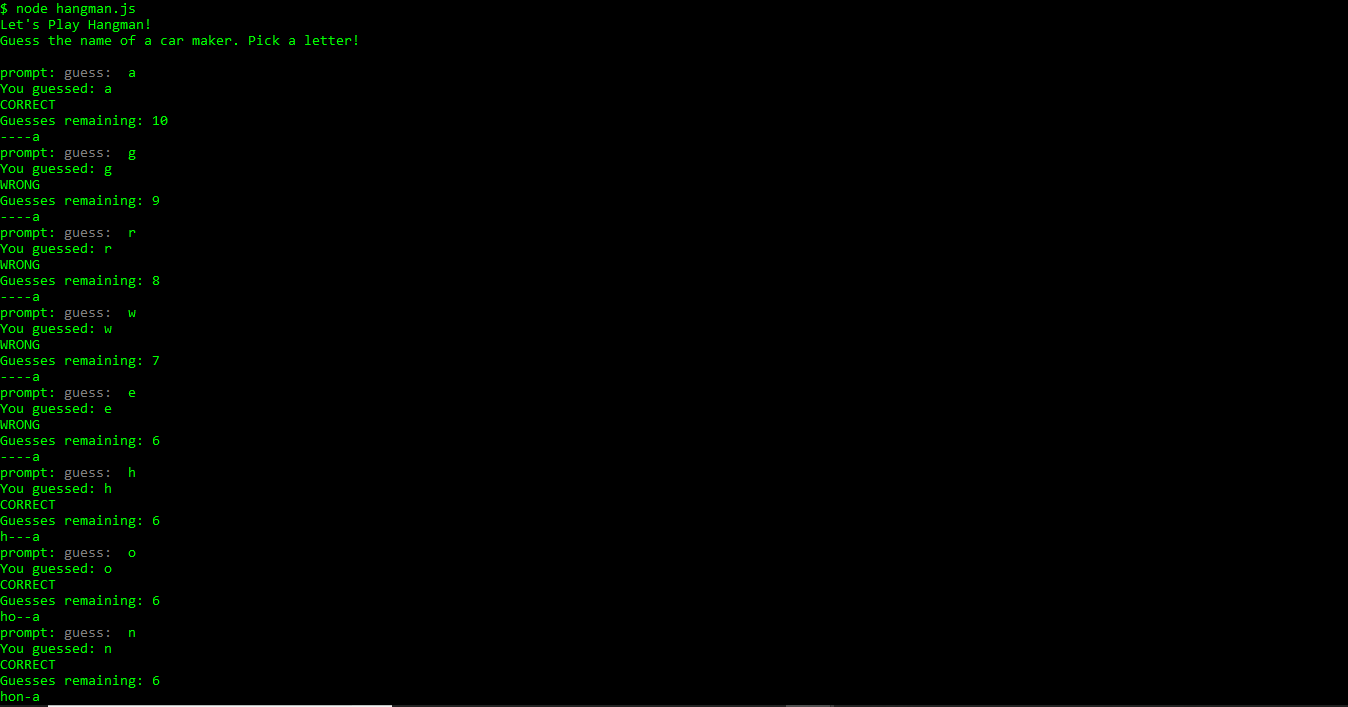 $ node hangman.js
Let's Play Hangman!
Guess the name of a car maker. Pick a letter!
prompt: guess:  a
You guessed: a
CORRECT
Guesses remaining: 10
----a
prompt: guess:  g
You guessed: g
WRONG
Guesses remaining: 9
----a
prompt: guess:  r
You guessed: r
WRONG
Guesses remaining: 8
----a
prompt: guess:  w
You guessed: w
WRONG
Guesses remaining: 7
----a
prompt: guess:  e
You guessed: e
WRONG
Guesses remaining: 6
----a
prompt: guess:  h
You guessed: h
CORRECT
Guesses remaining: 6
h---a
prompt: guess:  o
You guessed: o
CORRECT
Guesses remaining: 6
ho--a
prompt: guess:  n
You guessed: n
CORRECT
Guesses remaining: 6
hon-a